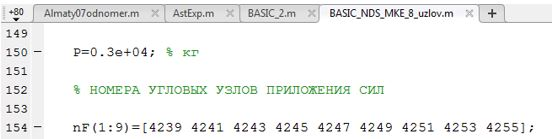 +80 Almaty07odnomer.m × AstExp.m × BASIC_2.m × BASIC_NDS_MKE_8_uzlov.m × +
149
150 – P=0.3e+04; % кг
151
152 % НОМЕРА УГЛОВЫХ УЗЛОВ ПРИЛОЖЕНИЯ СИЛ
153
154 – nF(1:9)=[4239 4241 4243 4245 4247 4249 4251 4253 4255];